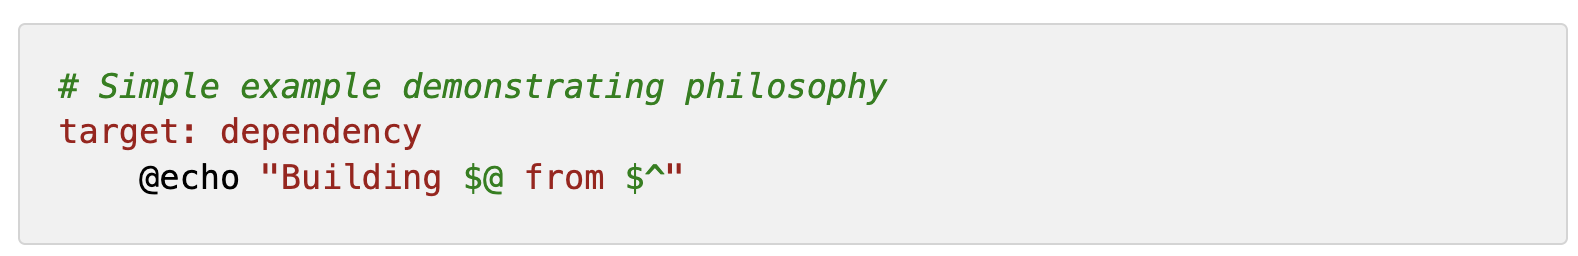 # Simple example demonstrating philosophy
target: dependency
    @echo "Building $@ from $^"